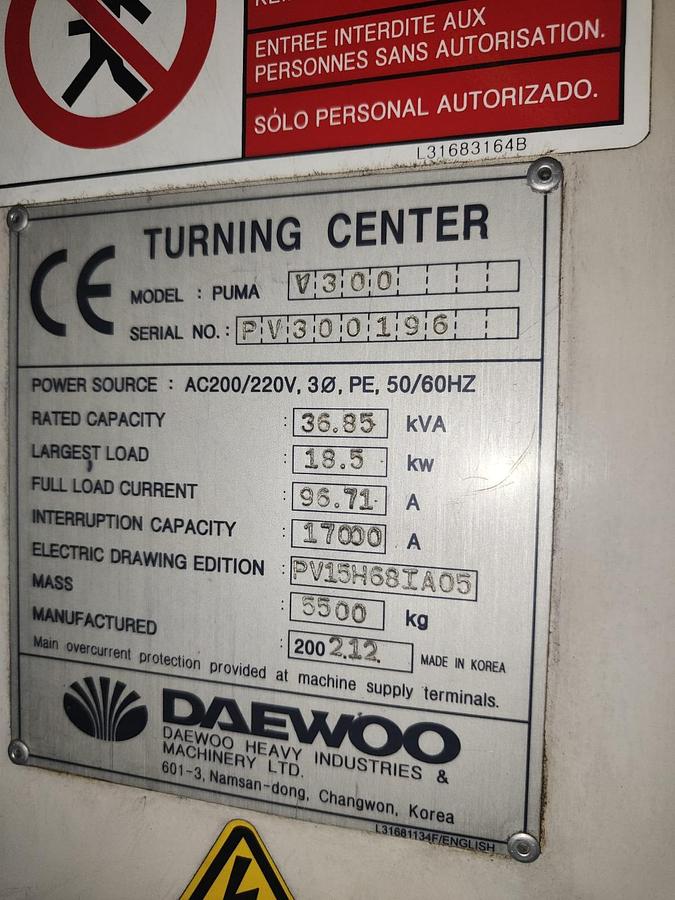 ENTREE INTERDITE AUX
PERSONNES SANS AUTORISATION.
SÓLO PERSONAL AUTORIZADO.
L31683164B
TURNING CENTER
CE
MODEL : PUMA V300
SERIAL NO. : PV300196
POWER SOURCE : AC200/220V, 3Ø, PE, 50/60HZ
RATED CAPACITY : 36.85 kVA
LARGEST LOAD : 18.5 kw
FULL LOAD CURRENT : 96.71 A
INTERRUPTION CAPACITY : 17000 A
ELECTRIC DRAWING EDITION : PV15H68IA05
MASS : 5500 kg
MANUFACTURED : 2002.12. MADE IN KOREA
Main overcurrent protection provided at machine supply terminals.
DAEWOO
DAEWOO HEAVY INDUSTRIES &
MACHINERY LTD.
601-3, Namsan-dong, Changwon, Korea
L31681134F/ENGLISH